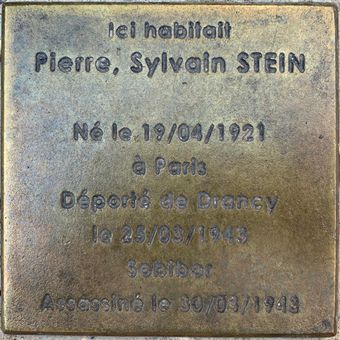 Ici habitait
Pierre, Sylvain STEIN
Né le 19/04/1921
à Paris
Déporté de Drancy
le 25/03/1943
Sobibor
Assassiné le 30/03/1943